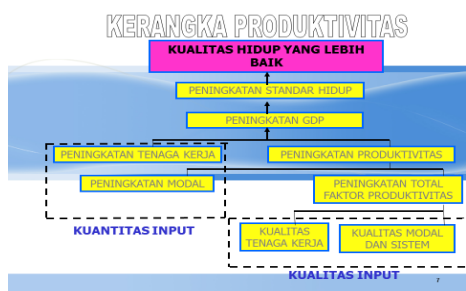 KERANGKA PRODUKTIVITAS
KUALITAS HIDUP YANG LEBIH
BAIK
PENINGKATAN STANDAR HIDUP
PENINGKATAN GDP
PENINGKATAN TENAGA KERJA
PENINGKATAN PRODUKTIVITAS
PENINGKATAN MODAL
PENINGKATAN TOTAL
FAKTOR PRODUKTIVITAS
KUANTITAS INPUT
KUALITAS
TENAGA KERJA
KUALITAS MODAL
DAN SISTEM
KUALITAS INPUT
7